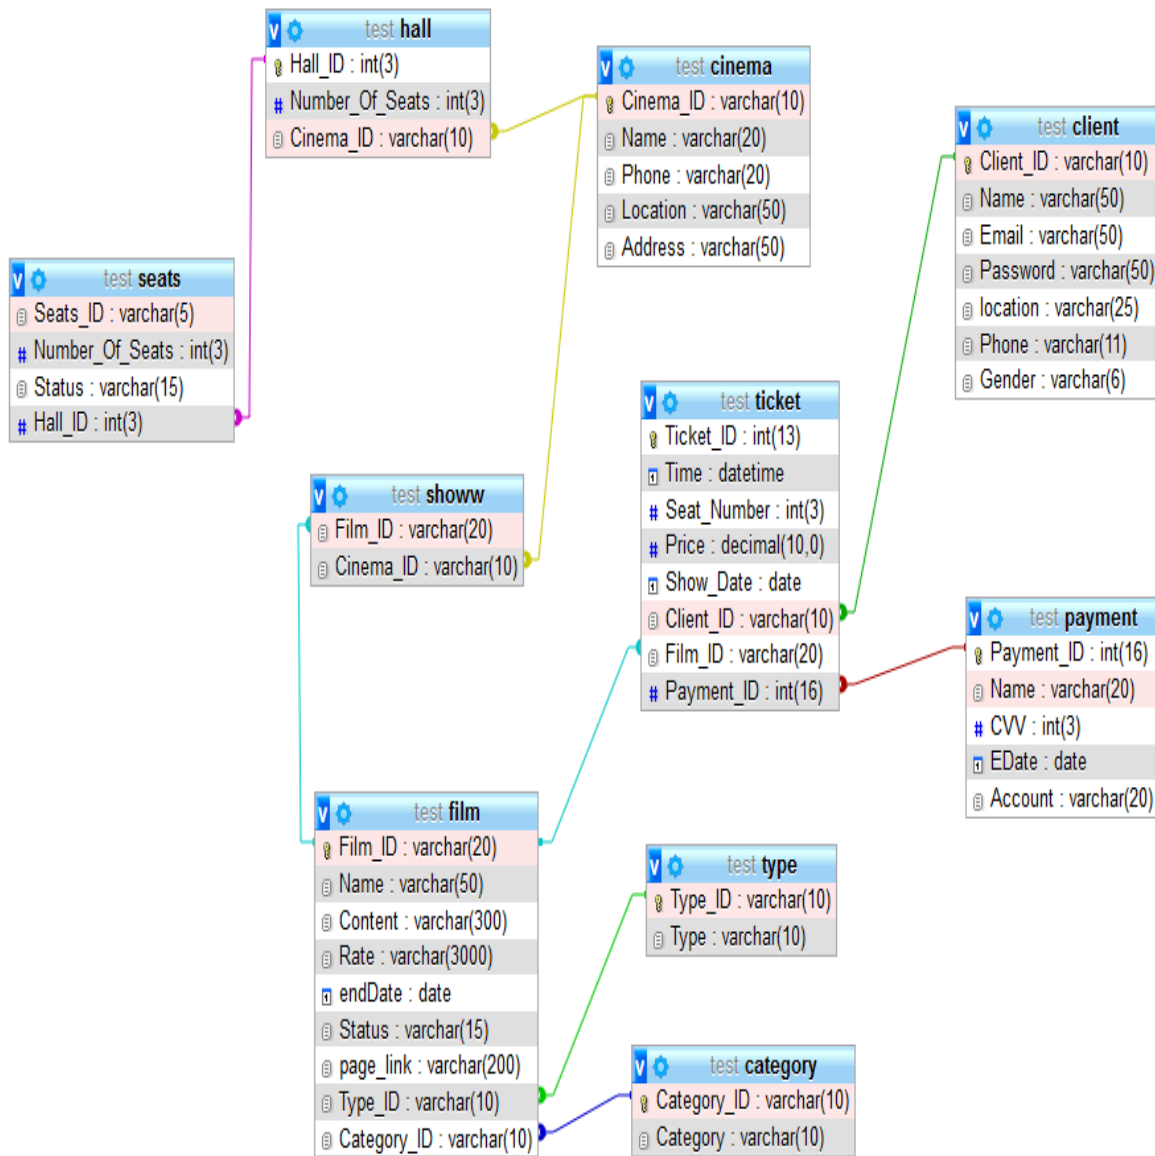 test hall
Hall_ID : int(3)
Number_Of_Seats : int(3)
Cinema_ID : varchar(10)
test cinema
Cinema_ID : varchar(10)
Name : varchar(20)
Phone : varchar(20)
Location : varchar(50)
Address : varchar(50)
test client
Client_ID : varchar(10)
Name : varchar(50)
Email : varchar(50)
Password : varchar(50)
location : varchar(25)
Phone : varchar(11)
Gender : varchar(6)
test seats
Seats_ID : varchar(5)
Number_Of_Seats : int(3)
Status : varchar(15)
Hall_ID : int(3)
test showw
Film_ID : varchar(20)
Cinema_ID : varchar(10)
test ticket
Ticket_ID : int(13)
Time : datetime
Seat_Number : int(3)
Price : decimal(10,0)
Show_Date : date
Client_ID : varchar(10)
Film_ID : varchar(20)
Payment_ID : int(16)
test payment
Payment_ID : int(16)
Name : varchar(20)
CVV : int(3)
EDate : date
Account : varchar(20)
test film
Film_ID : varchar(20)
Name : varchar(50)
Content : varchar(300)
Rate : varchar(3000)
endDate : date
Status : varchar(15)
page_link : varchar(200)
Type_ID : varchar(10)
Category_ID : varchar(10)
test type
Type_ID : varchar(10)
Type : varchar(10)
test category
Category_ID : varchar(10)
Category : varchar(10)